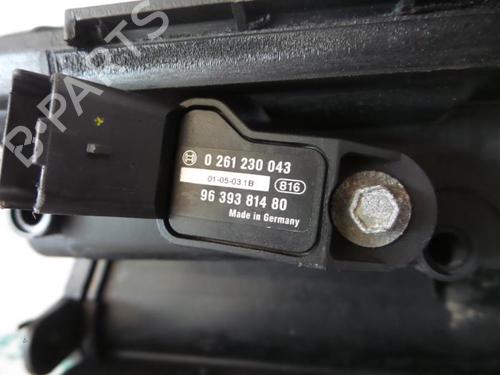 B-PARTS
0 261 230 043
01-05-03 1B
816
96 393 814 80
Made in Germany